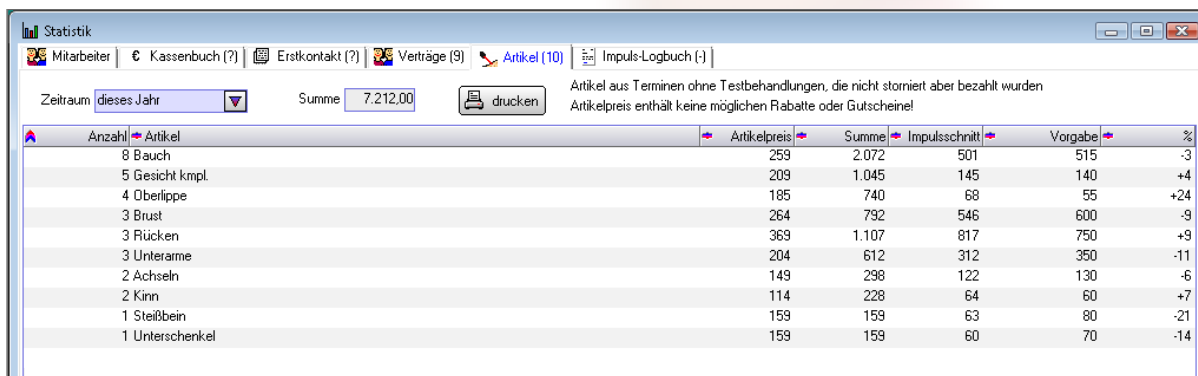 Statistik
Mitarbeiter € Kassenbuch (?) Erstkontakt (?) Verträge (9) Artikel (10) Impuls-Logbuch (-)
Zeitraum dieses Jahr Summe 7.212,00 drucken
Artikel aus Terminen ohne Testbehandlungen, die nicht storniert aber bezahlt wurden
Artikelpreis enthält keine möglichen Rabatte oder Gutscheine!
Anzahl Artikel Artikelpreis Summe Impulsschnitt Vorgabe %
8 Bauch 259 2.072 501 515 -3
5 Gesicht kmpl. 209 1.045 145 140 +4
4 Oberlippe 185 740 68 55 +24
3 Brust 264 792 546 600 -9
3 Rücken 369 1.107 817 750 +9
3 Unterarme 204 612 312 350 -11
2 Achseln 149 298 122 130 -6
2 Kinn 114 228 64 60 +7
1 Steißbein 159 159 63 80 -21
1 Unterschenkel 159 159 60 70 -14